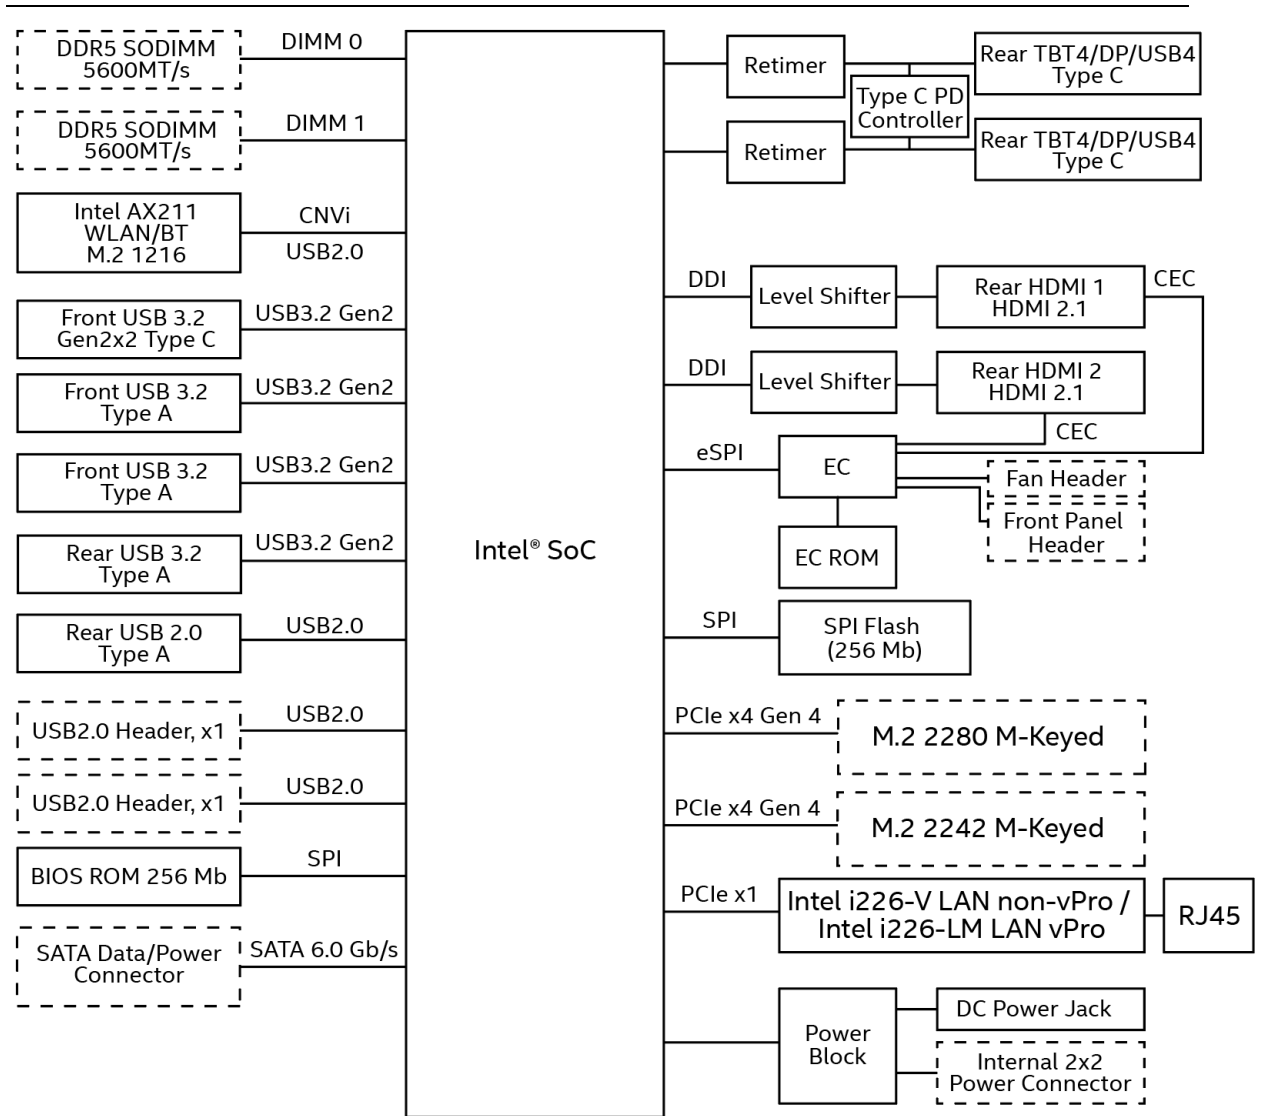 DDR5 SODIMM
5600MT/s
DIMM 0
DDR5 SODIMM
5600MT/s
DIMM 1
Intel AX211
WLAN/BT
M.2 1216
CNVi
USB2.0
Front USB 3.2
Gen2x2 Type C
USB3.2 Gen2
Front USB 3.2
Type A
USB3.2 Gen2
Front USB 3.2
Type A
USB3.2 Gen2
Rear USB 3.2
Type A
USB3.2 Gen2
Rear USB 2.0
Type A
USB2.0
USB2.0 Header, x1
USB2.0
USB2.0 Header, x1
USB2.0
BIOS ROM 256 Mb
SPI
SATA Data/Power
Connector
SATA 6.0 Gb/s
Intel® SoC
Retimer
Rear TBT4/DP/USB4
Type C
Type C PD
Controller
Retimer
Rear TBT4/DP/USB4
Type C
DDI
Level Shifter
Rear HDMI 1
HDMI 2.1
CEC
DDI
Level Shifter
Rear HDMI 2
HDMI 2.1
CEC
eSPI
EC
Fan Header
Front Panel
Header
EC ROM
SPI
SPI Flash
(256 Mb)
PCIe x4 Gen 4
M.2 2280 M-Keyed
PCIe x4 Gen 4
M.2 2242 M-Keyed
PCIe x1
Intel i226-V LAN non-vPro /
Intel i226-LM LAN vPro
RJ45
Power
Block
DC Power Jack
Internal 2x2
Power Connector